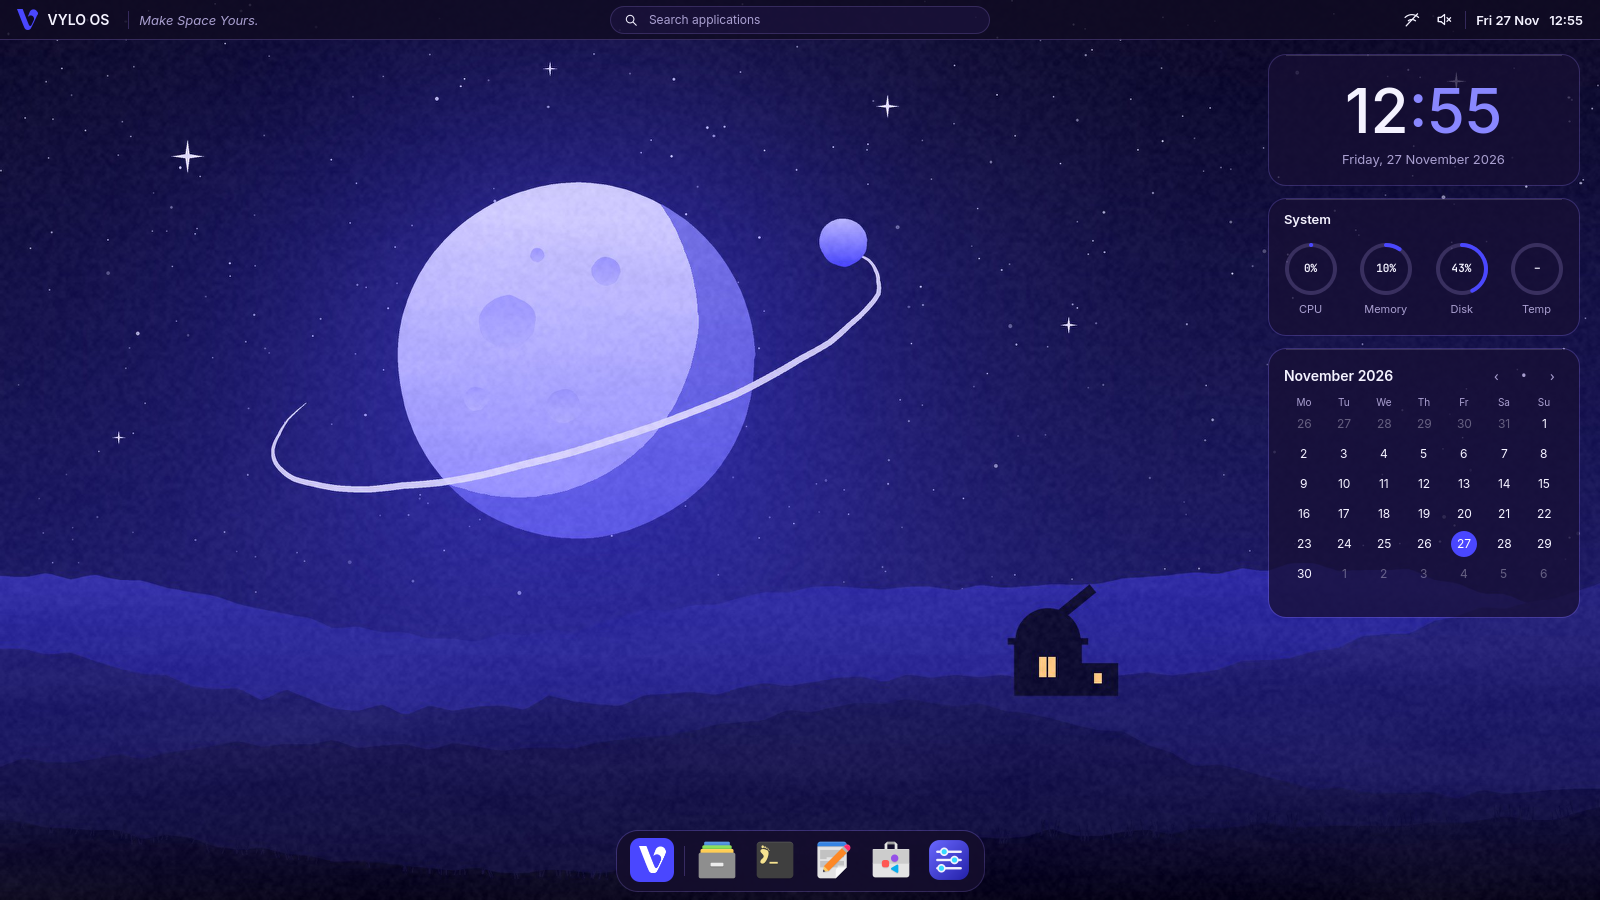 VYLO OS
Make Space Yours.
Search applications
Fri 27 Nov 12:55
12:55
Friday, 27 November 2026
System
0% 10% 43% –
CPU Memory Disk Temp
November 2026 ‹ • ›
Mo Tu We Th Fr Sa Su
26 27 28 29 30 31 1
2 3 4 5 6 7 8
9 10 11 12 13 14 15
16 17 18 19 20 21 22
23 24 25 26 27 28 29
30 1 2 3 4 5 6